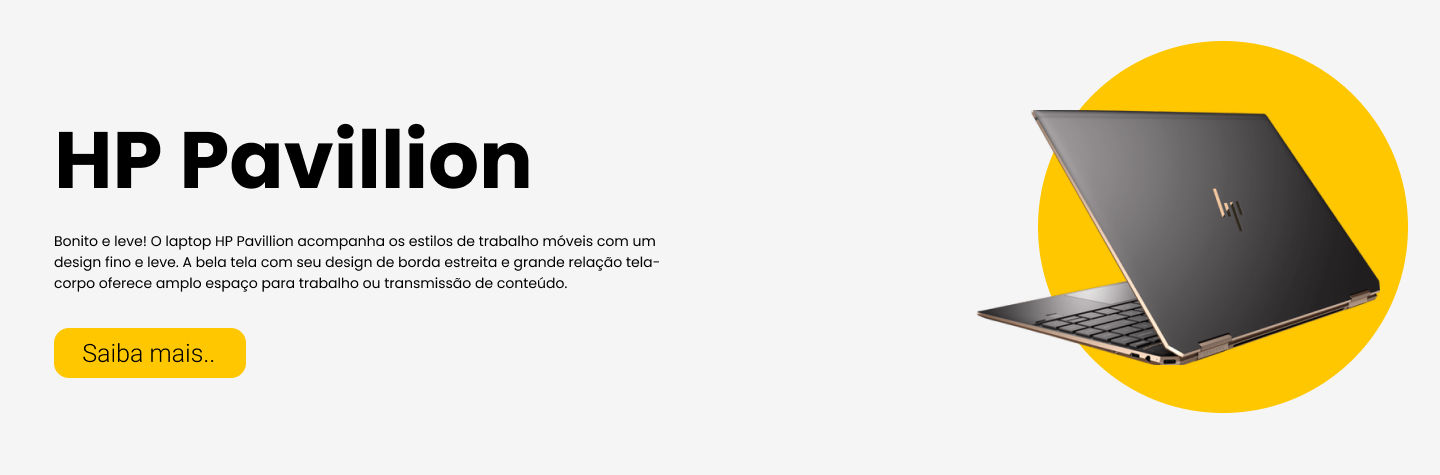 HP Pavillion
Bonito e leve! O laptop HP Pavillion acompanha os estilos de trabalho móveis com um
design fino e leve. A bela tela com seu design de borda estreita e grande relação tela-
corpo oferece amplo espaço para trabalho ou transmissão de conteúdo.
Saiba mais..
hp